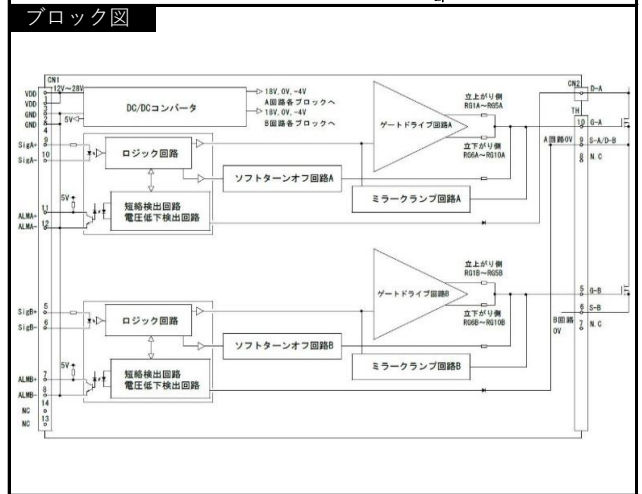 ブロック図
CN1
VDD
12V~28V
VDD
GND
GND
5V
DC/DCコンバータ
18V,0V,-4V
A回路各ブロックへ
18V,0V,-4V
B回路各ブロックへ
CN2
D-A
TH
立上がり側
RG1A~RG5A
ゲートドライブ回路A
立下がり側
RG6A~RG10A
10 G-A
A回路0V
9 S-A/D-B
8 N.C
4
9
SigA+
SigA-
10
ロジック回路
ソフトターンオフ回路A
ミラークランプ回路A
5V
11
ALMA+
ALMA-
12
短絡検出回路
電圧低下検出回路
立上がり側
RG1B~RG5B
ゲートドライブ回路B
立下がり側
RG6B~RG10B
5 G-B
6 S-B
B回路
0V
7 N.C
5
SigB+
SigB-
6
ロジック回路
ソフトターンオフ回路B
ミラークランプ回路B
5V
7
ALMB+
ALMB-
8
短絡検出回路
電圧低下検出回路
14
NC
NC
13